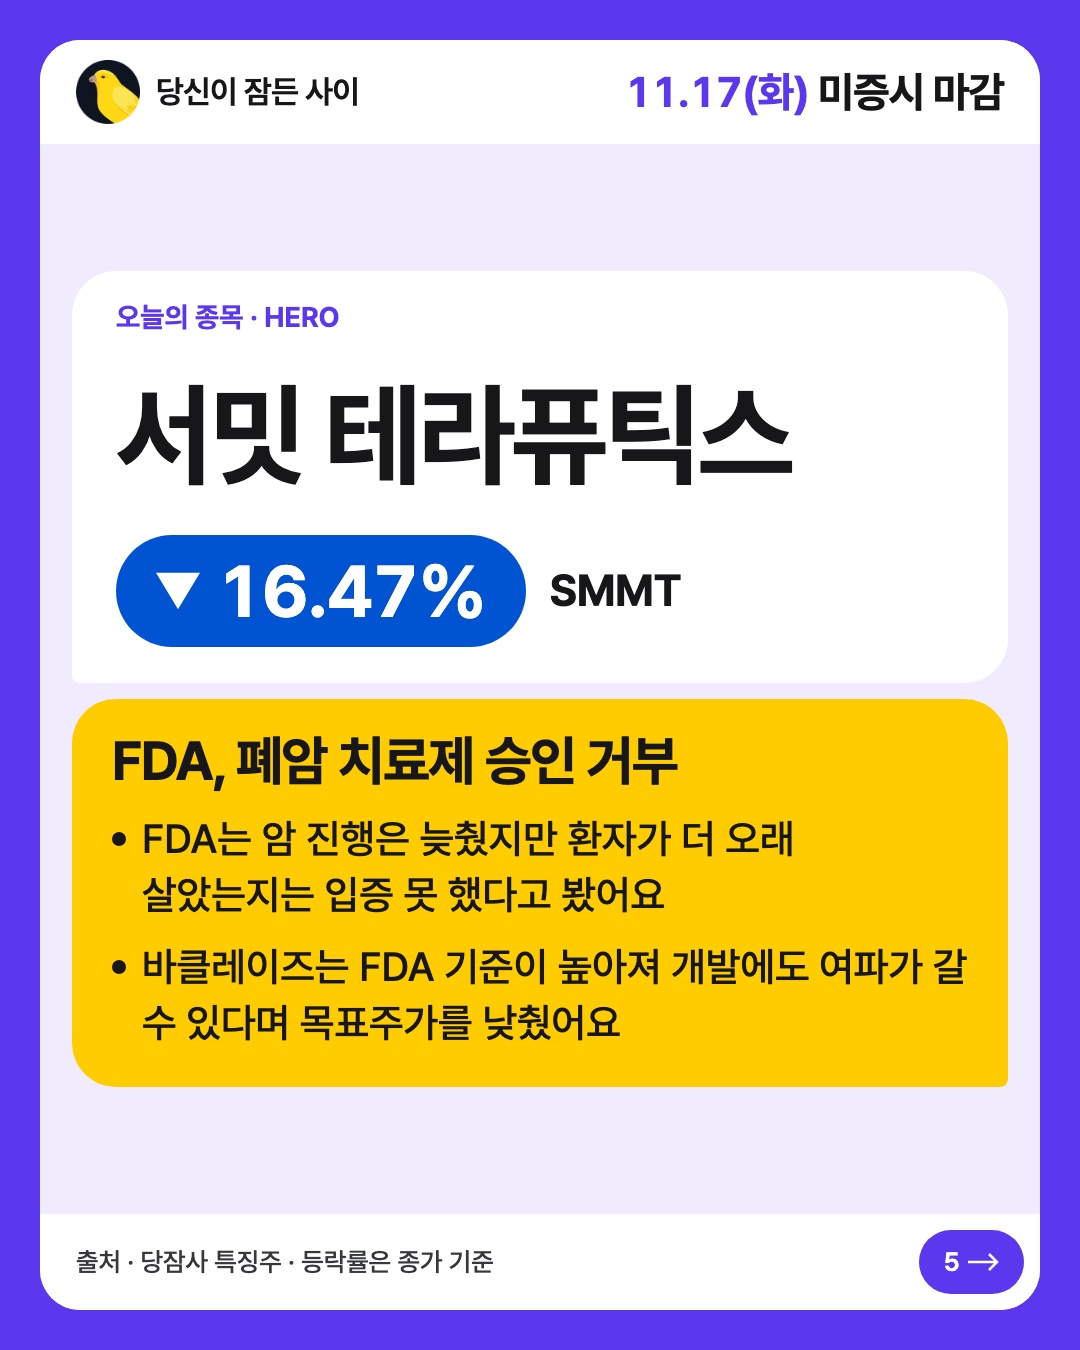 당신이 잠든 사이
11.17(화) 미증시 마감
오늘의 종목 · HERO
서밋 테라퓨틱스
▼ 16.47% SMMT
FDA, 폐암 치료제 승인 거부
• FDA는 암 진행은 늦췄지만 환자가 더 오래
살았는지는 입증 못 했다고 봤어요
• 바클레이즈는 FDA 기준이 높아져 개발에도 여파가 갈
수 있다며 목표주가를 낮췄어요
출처 · 당잠사 특징주 · 등락률은 종가 기준
5 →